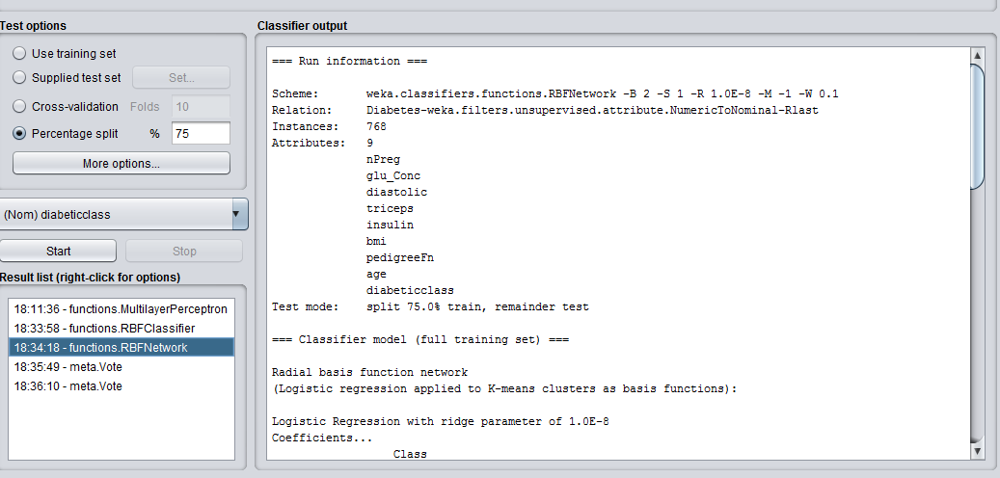 Test options
Use training set
Supplied test set Set...
Cross-validation Folds 10
Percentage split % 75
More options...
(Nom) diabeticclass
Start Stop
Result list (right-click for options)
18:11:36 - functions.MultilayerPerceptron
18:33:58 - functions.RBFClassifier
18:34:18 - functions.RBFNetwork
18:35:49 - meta.Vote
18:36:10 - meta.Vote
Classifier output
=== Run information ===
Scheme: weka.classifiers.functions.RBFNetwork -B 2 -S 1 -R 1.0E-8 -M -1 -W 0.1
Relation: Diabetes-weka.filters.unsupervised.attribute.NumericToNominal-Rlast
Instances: 768
Attributes: 9
nPreg
glu_Conc
diastolic
triceps
insulin
bmi
pedigreeFn
age
diabeticclass
Test mode: split 75.0% train, remainder test
=== Classifier model (full training set) ===
Radial basis function network
(Logistic regression applied to K-means clusters as basis functions):
Logistic Regression with ridge parameter of 1.0E-8
Coefficients...
Class